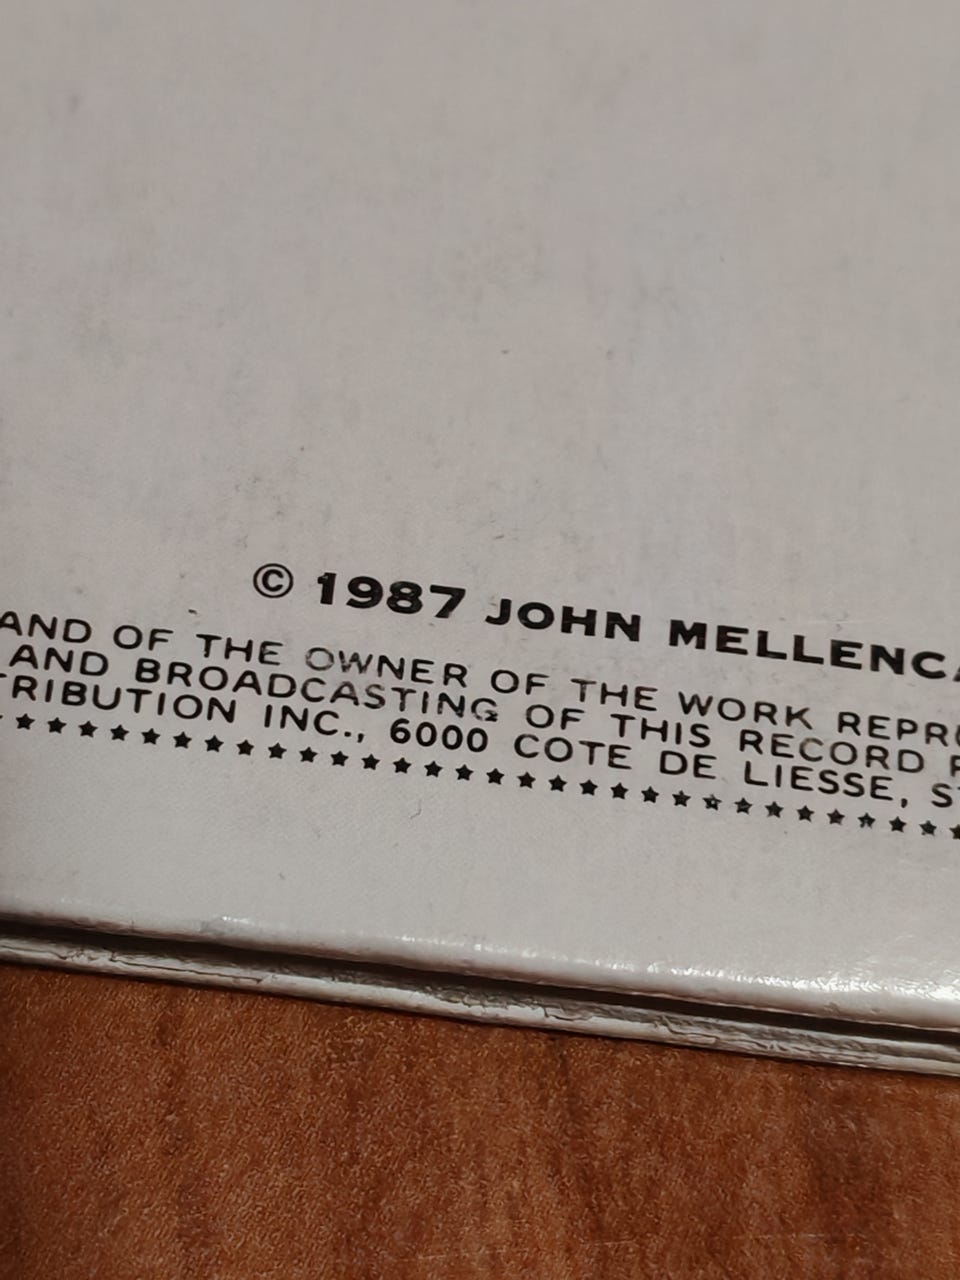 © 1987 JOHN MELLENCA
AND OF THE OWNER OF THE WORK REPR
AND BROADCASTING OF THIS RECORD
TRIBUTION INC., 6000 COTE DE LIESSE, S
★★★★★★★★★★★★★★★★★★★★★★★★★★★★★★★